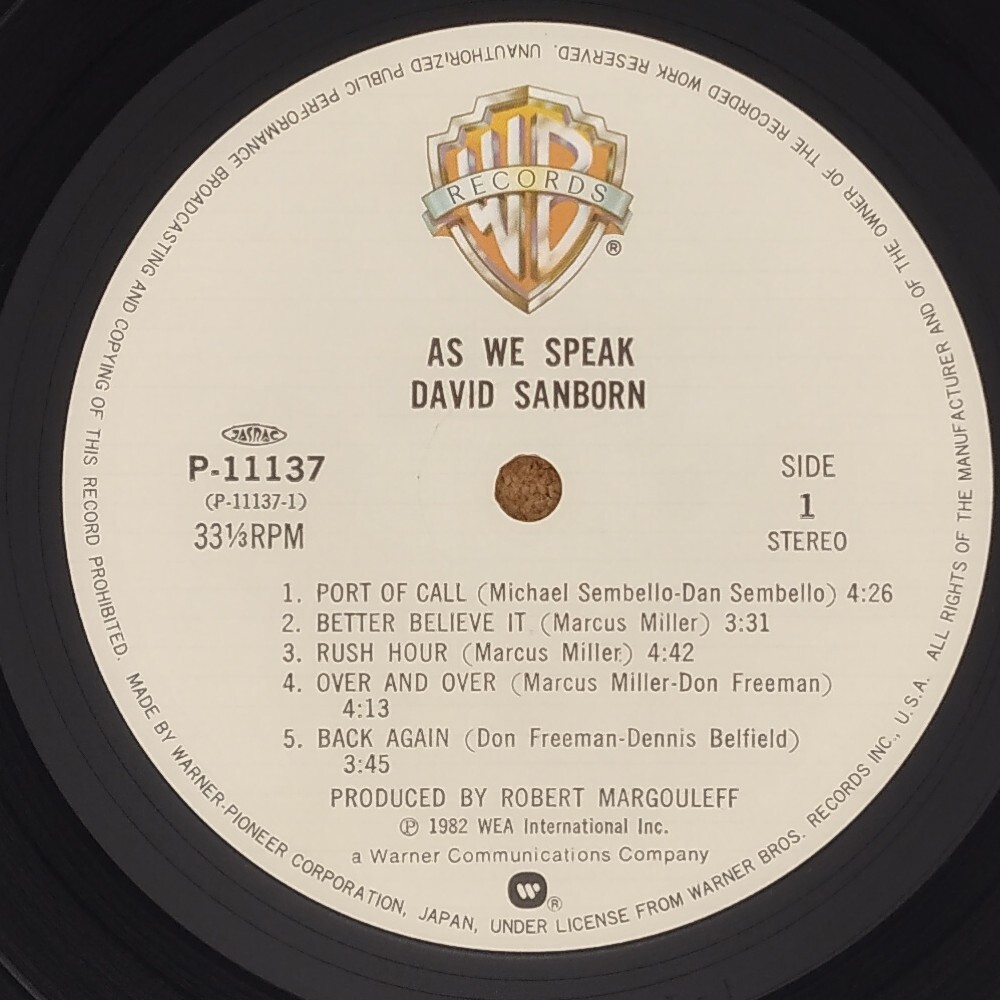 WB
RECORDS
®
AS WE SPEAK
DAVID SANBORN
JASRAC
P-11137
(P-11137-1)
33⅓RPM
SIDE
1
STEREO
1. PORT OF CALL (Michael Sembello-Dan Sembello) 4:26
2. BETTER BELIEVE IT (Marcus Miller) 3:31
3. RUSH HOUR (Marcus Miller) 4:42
4. OVER AND OVER (Marcus Miller-Don Freeman)
4:13
5. BACK AGAIN (Don Freeman-Dennis Belfield)
3:45
PRODUCED BY ROBERT MARGOULEFF
℗ 1982 WEA International Inc.
a Warner Communications Company
W®
MADE BY WARNER-PIONEER CORPORATION, JAPAN, UNDER LICENSE FROM WARNER BROS. RECORDS INC., U.S.A. ALL RIGHTS OF THE MANUFACTURER AND OF THE OWNER OF THE RECORDED WORK RESERVED. UNAUTHORIZED PUBLIC PERFORMANCE BROADCASTING AND COPYING OF THIS RECORD PROHIBITED.